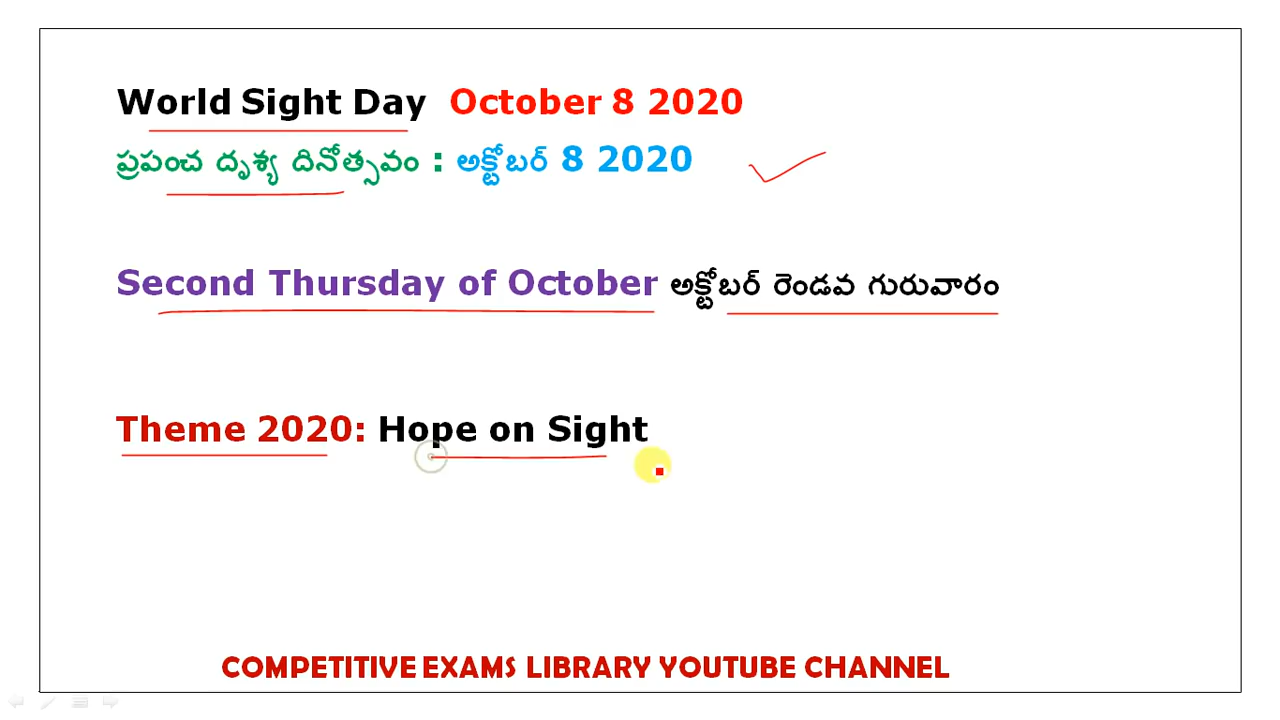 World Sight Day October 8 2020
ప్రపంచ దృశ్య దినోత్సవం : అక్టోబర్ 8 2020
Second Thursday of October అక్టోబర్ రెండవ గురువారం
Theme 2020: Hope on Sight
COMPETITIVE EXAMS LIBRARY YOUTUBE CHANNEL